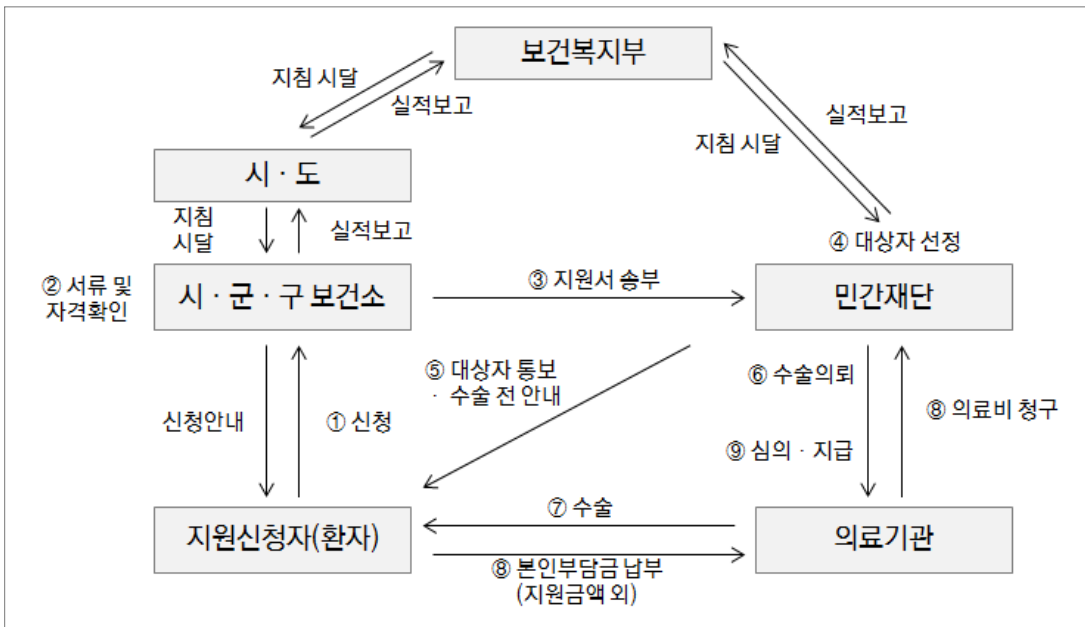 보건복지부
지침 시달
실적보고
실적보고
지침 시달
시 · 도
지침
시달
실적보고
④ 대상자 선정
② 서류 및
자격확인
시 · 군 · 구 보건소
③ 지원서 송부
민간재단
⑤ 대상자 통보
· 수술 전 안내
⑥ 수술의뢰
신청안내
① 신청
⑧ 의료비 청구
⑨ 심의 · 지급
지원신청자(환자)
⑦ 수술
의료기관
⑧ 본인부담금 납부
(지원금액 외)